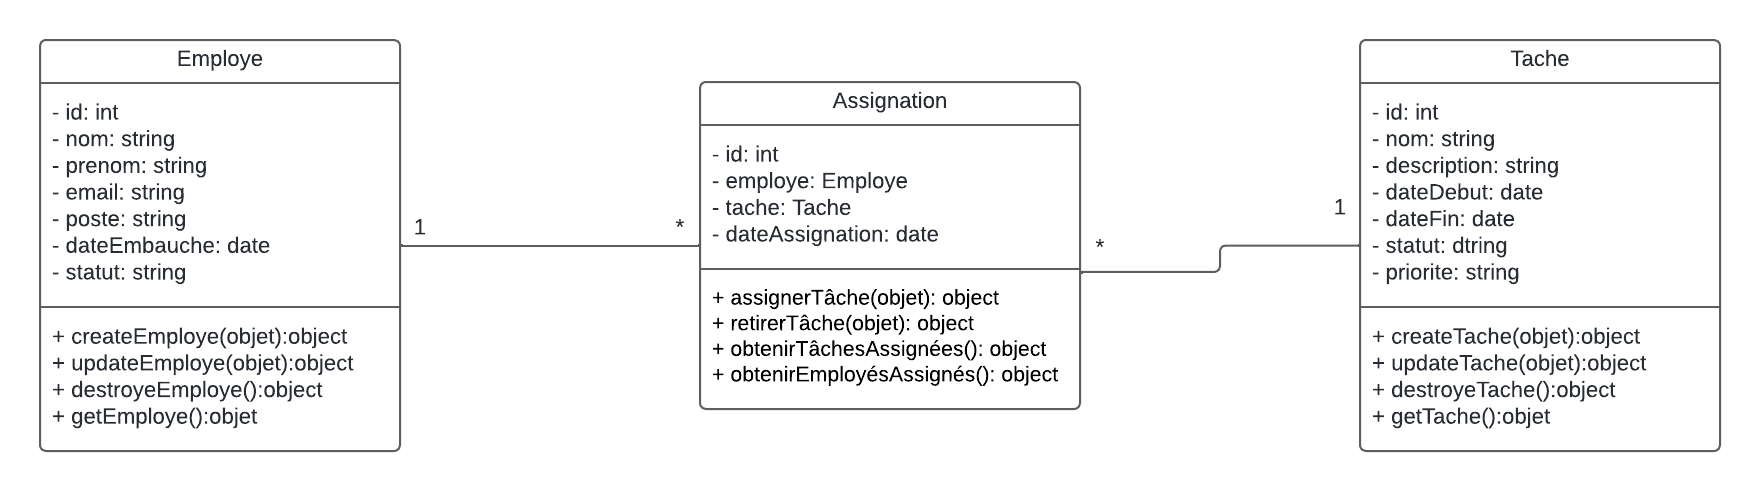 Employe
- id: int
- nom: string
- prenom: string
- email: string
- poste: string
- dateEmbauche: date
- statut: string
+ createEmploye(objet):object
+ updateEmploye(objet):object
+ destroyeEmploye():object
+ getEmploye():objet
1
*
Assignation
- id: int
- employe: Employe
- tache: Tache
- dateAssignation: date
+ assignerTâche(objet): object
+ retirerTâche(objet): object
+ obtenirTâchesAssignées(): object
+ obtenirEmployésAssignés(): object
*
1
Tache
- id: int
- nom: string
- description: string
- dateDebut: date
- dateFin: date
- statut: dtring
- priorite: string
+ createTache(objet):object
+ updateTache(objet):object
+ destroyeTache():object
+ getTache():objet